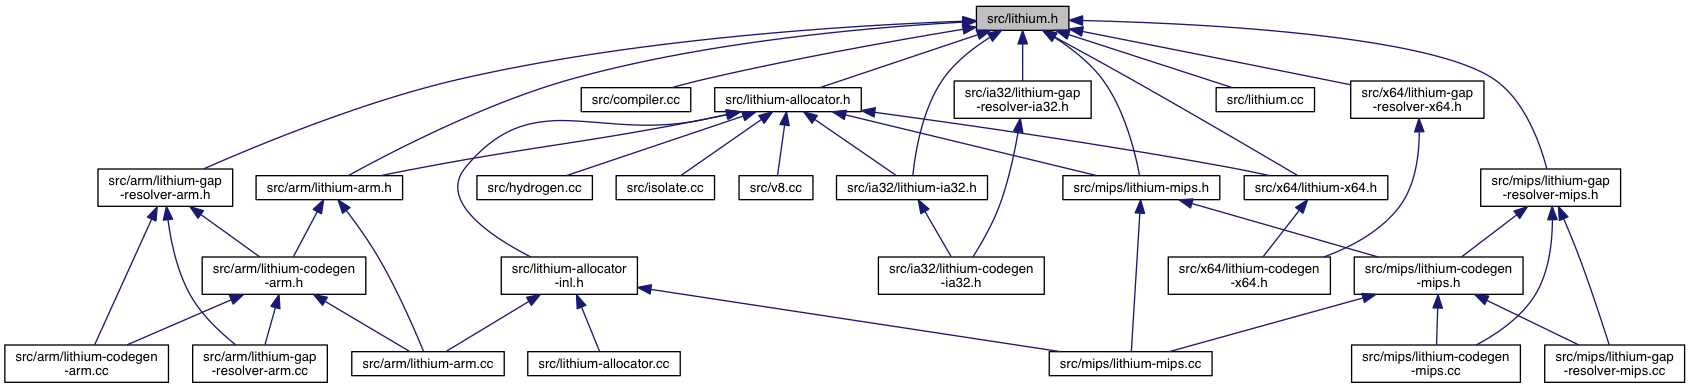 src/lithium.h
src/compiler.cc
src/lithium-allocator.h
src/ia32/lithium-gap
-resolver-ia32.h
src/lithium.cc
src/x64/lithium-gap
-resolver-x64.h
src/arm/lithium-gap
-resolver-arm.h
src/arm/lithium-arm.h
src/hydrogen.cc
src/isolate.cc
src/v8.cc
src/ia32/lithium-ia32.h
src/mips/lithium-mips.h
src/x64/lithium-x64.h
src/mips/lithium-gap
-resolver-mips.h
src/arm/lithium-codegen
-arm.h
src/lithium-allocator
-inl.h
src/ia32/lithium-codegen
-ia32.h
src/x64/lithium-codegen
-x64.h
src/mips/lithium-codegen
-mips.h
src/arm/lithium-codegen
-arm.cc
src/arm/lithium-gap
-resolver-arm.cc
src/arm/lithium-arm.cc
src/lithium-allocator.cc
src/mips/lithium-mips.cc
src/mips/lithium-codegen
-mips.cc
src/mips/lithium-gap
-resolver-mips.cc